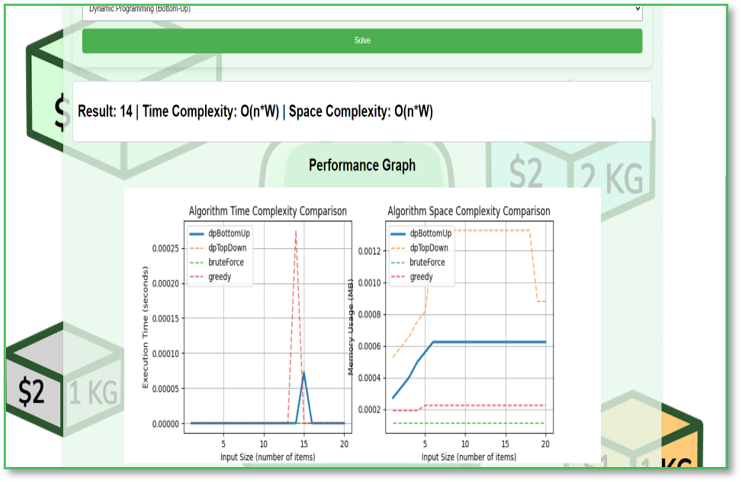 Dynamic Programming (Bottom-Up)
Solve
$
Result: 14 | Time Complexity: O(n*W) | Space Complexity: O(n*W)
Performance Graph
$2 2 KG
Algorithm Time Complexity Comparison
dpBottomUp
dpTopDown
bruteForce
greedy
0.00025
0.00020
0.00015
0.00010
0.00005
0.00000
Execution Time (seconds)
5 10 15 20
Input Size (number of items)
Algorithm Space Complexity Comparison
dpBottomUp
dpTopDown
bruteForce
greedy
0.0012
0.0010
0.0008
0.0006
0.0004
0.0002
Memory Usage (MB)
5 10 15 20
Input Size (number of items)
$2 1 KG
KG